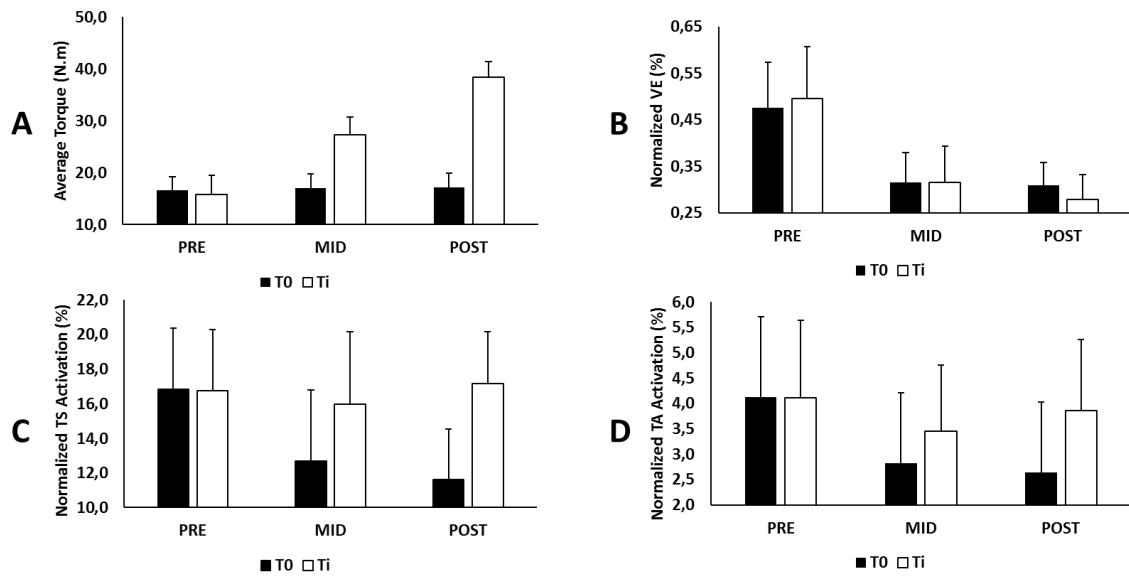 A
Average Torque (N.m)
50,0
40,0
30,0
20,0
10,0
PRE MID POST
T0 Ti
B
Normalized VE (%)
0,65
0,55
0,45
0,35
0,25
PRE MID POST
T0 Ti
C
Normalized TS Activation (%)
22,0
20,0
18,0
16,0
14,0
12,0
10,0
PRE MID POST
T0 Ti
D
Normalized TA Activation (%)
6,0
5,5
5,0
4,5
4,0
3,5
3,0
2,5
2,0
PRE MID POST
T0 Ti